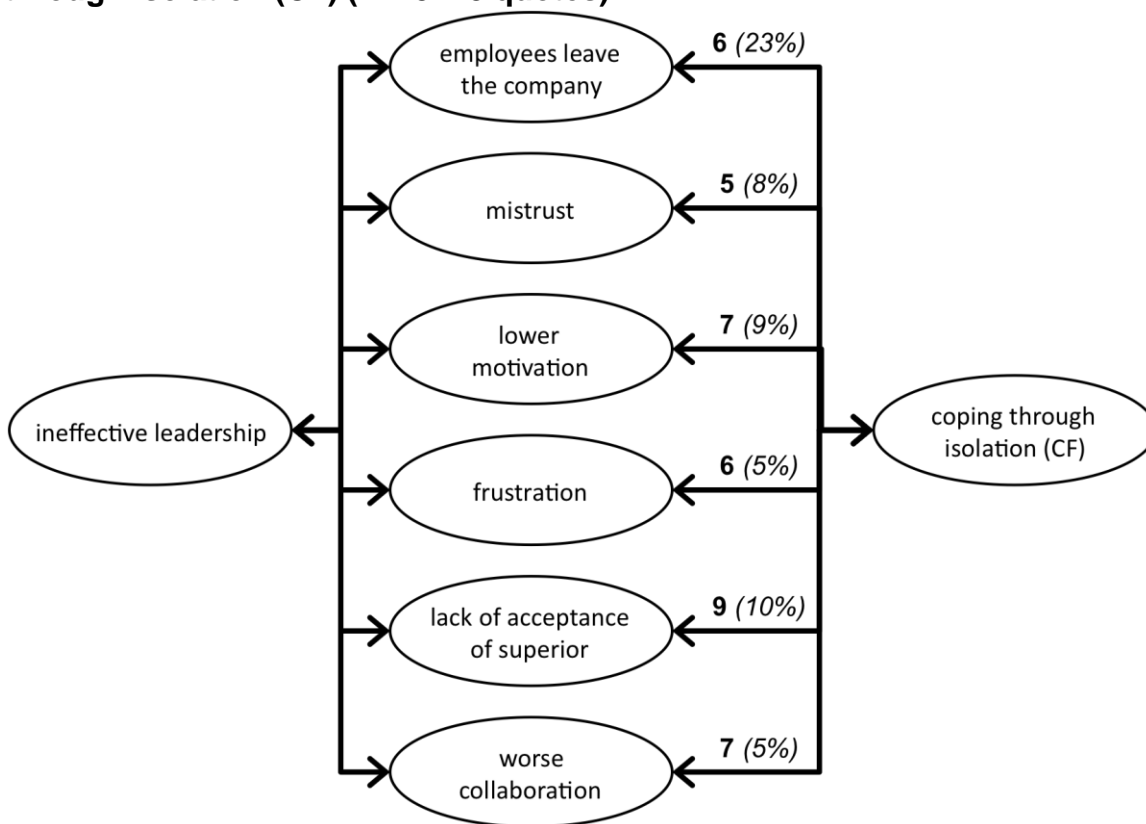 employees leave
the company
6 (23%)
mistrust
5 (8%)
lower
motivation
7 (9%)
ineffective leadership
coping through
isolation (CF)
frustration
6 (5%)
lack of acceptance
of superior
9 (10%)
worse
collaboration
7 (5%)